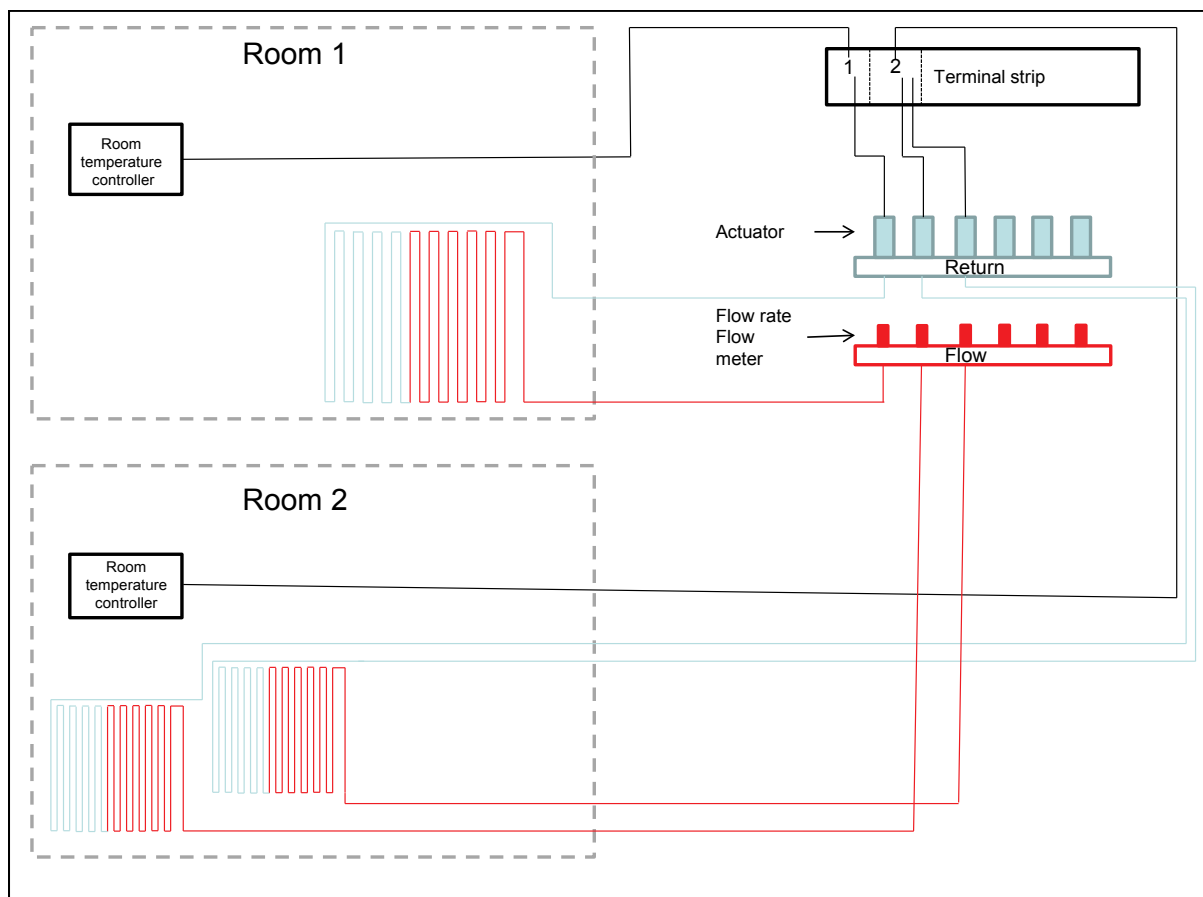 Room 1
1
2
Terminal strip
Room
temperature
controller
Actuator
Return
Flow rate
Flow
meter
Flow
Room 2
Room
temperature
controller